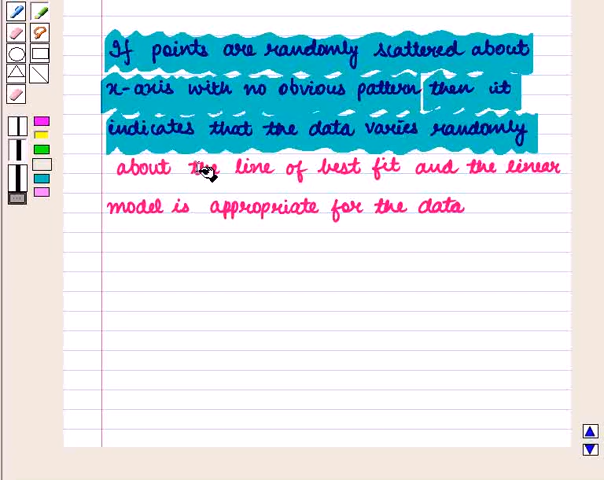 If points are randomly scattered about
x-axis with no obvious pattern then it
indicates that the data varies randomly
about the line of best fit and the linear
model is appropriate for the data